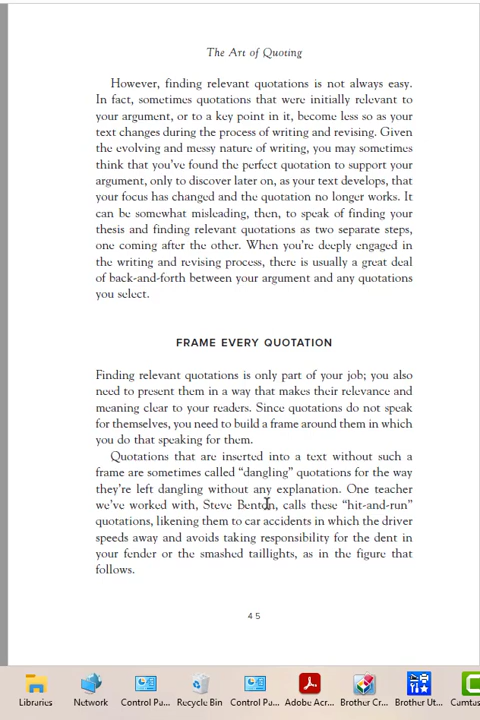 The Art of Quoting
However, finding relevant quotations is not always easy.
In fact, sometimes quotations that were initially relevant to
your argument, or to a key point in it, become less so as your
text changes during the process of writing and revising. Given
the evolving and messy nature of writing, you may sometimes
think that you've found the perfect quotation to support your
argument, only to discover later on, as your text develops, that
your focus has changed and the quotation no longer works. It
can be somewhat misleading, then, to speak of finding your
thesis and finding relevant quotations as two separate steps,
one coming after the other. When you're deeply engaged in
the writing and revising process, there is usually a great deal
of back-and-forth between your argument and any quotations
you select.
FRAME EVERY QUOTATION
Finding relevant quotations is only part of your job; you also
need to present them in a way that makes their relevance and
meaning clear to your readers. Since quotations do not speak
for themselves, you need to build a frame around them in which
you do that speaking for them.
Quotations that are inserted into a text without such a
frame are sometimes called “dangling” quotations for the way
they're left dangling without any explanation. One teacher
we've worked with, Steve Benton, calls these “hit-and-run”
quotations, likening them to car accidents in which the driver
speeds away and avoids taking responsibility for the dent in
your fender or the smashed taillights, as in the figure that
follows.
45
Libraries Network Control Pa... Recycle Bin Control Pa... Adobe Acr... Brother Cr... Brother Ut... Camtas